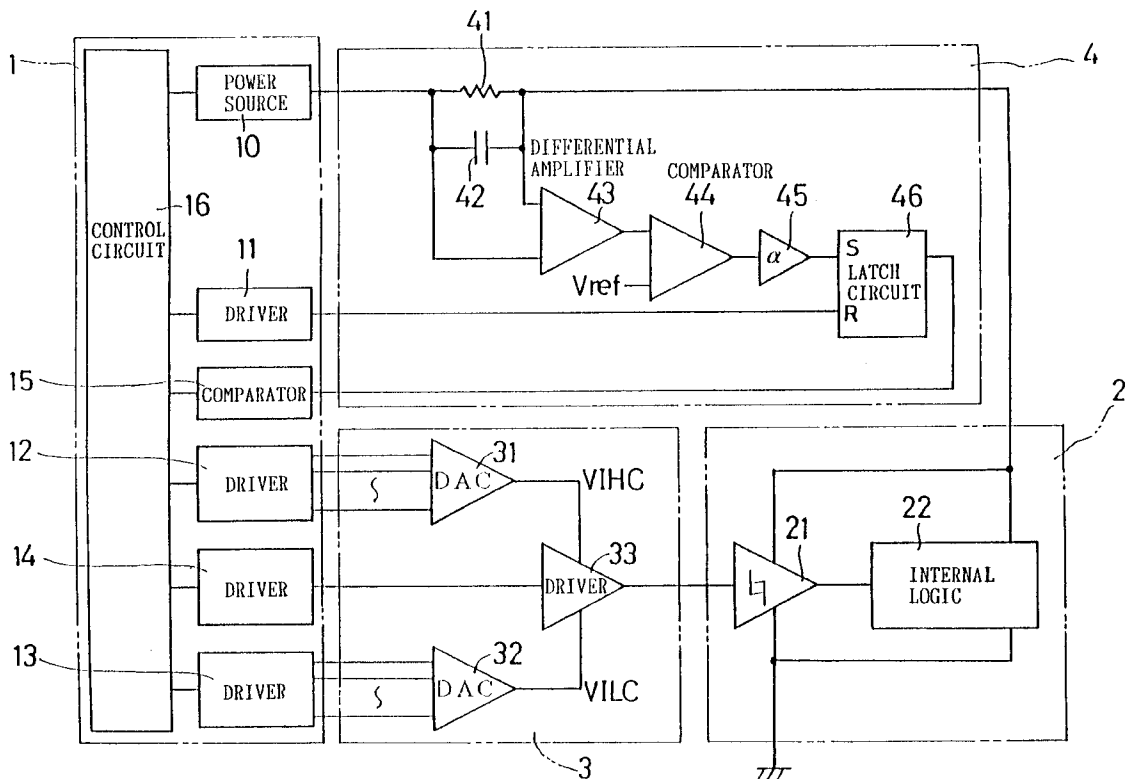 1
POWER
SOURCE
10
16
CONTROL
CIRCUIT
11
DRIVER
15
COMPARATOR
12
DRIVER
14
DRIVER
13
DRIVER
41
4
42
DIFFERENTIAL
AMPLIFIER
43
COMPARATOR
44
Vref
45
α
46
S
LATCH
CIRCUIT
R
31
DAC
VIHC
33
DRIVER
32
DAC
VILC
3
2
21
22
INTERNAL
LOGIC